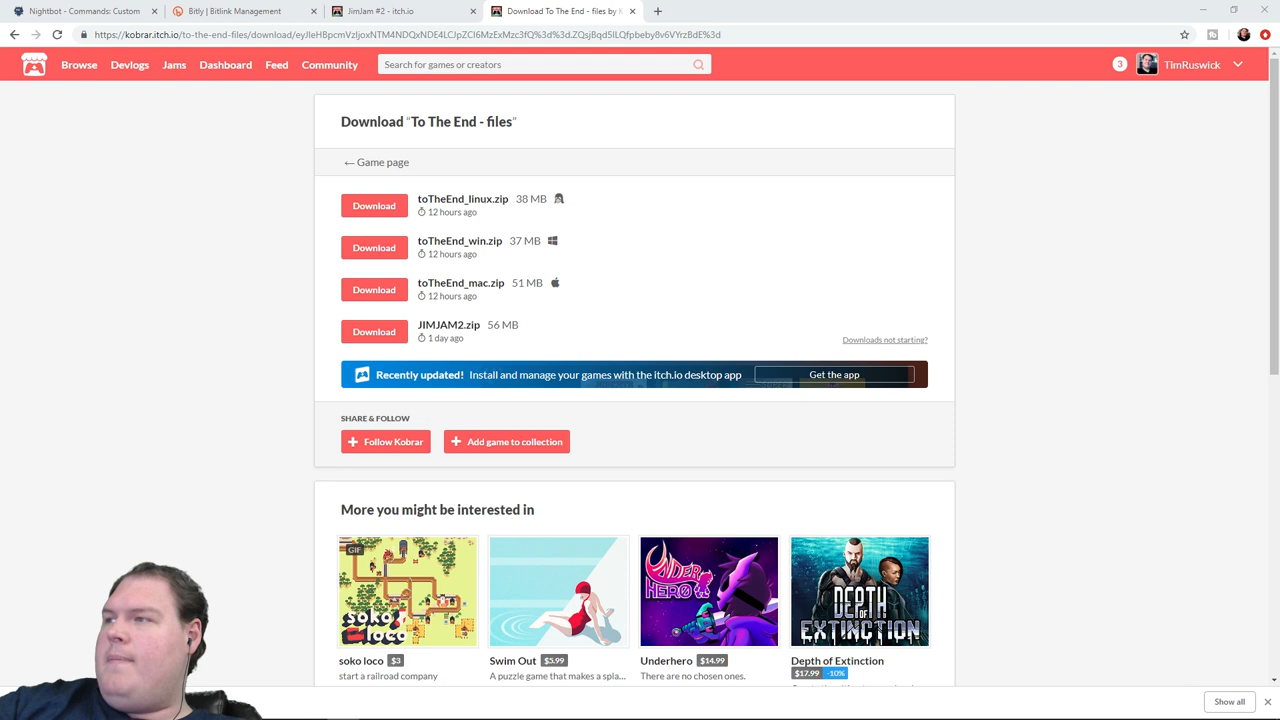 Nightbot - Commands: Custom
Bitly | Bitlink Management
JimJam #2 - itch.io
Download To The End - files by K
https://kobrar.itch.io/to-the-end-files/download/eyJleHBpcmVzIjoxNTM4NDQxNDE4LCJpZCI6MzExMzc3fQ%3d%3d.ZQsjBqd5ILQfpbeby8v6VYrzBdE%3d
Browse
Devlogs
Jams
Dashboard
Feed
Community
Search for games or creators
3
TimRuswick
Download "To The End - files"
← Game page
Download
toTheEnd_linux.zip 38 MB
12 hours ago
Download
toTheEnd_win.zip 37 MB
12 hours ago
Download
toTheEnd_mac.zip 51 MB
12 hours ago
Download
JIMJAM2.zip 56 MB
1 day ago
Downloads not starting?
Recently updated! Install and manage your games with the itch.io desktop app
Get the app
SHARE & FOLLOW
Follow Kobrar
Add game to collection
More you might be interested in
GIF
soko
loco
UNDER
HERO
DEPTH
OF
EXTINCTION
soko loco $3
start a railroad company
Swim Out $5.99
A puzzle game that makes a spla...
Underhero $14.99
There are no chosen ones.
Depth of Extinction
$17.99 -10%
Show all